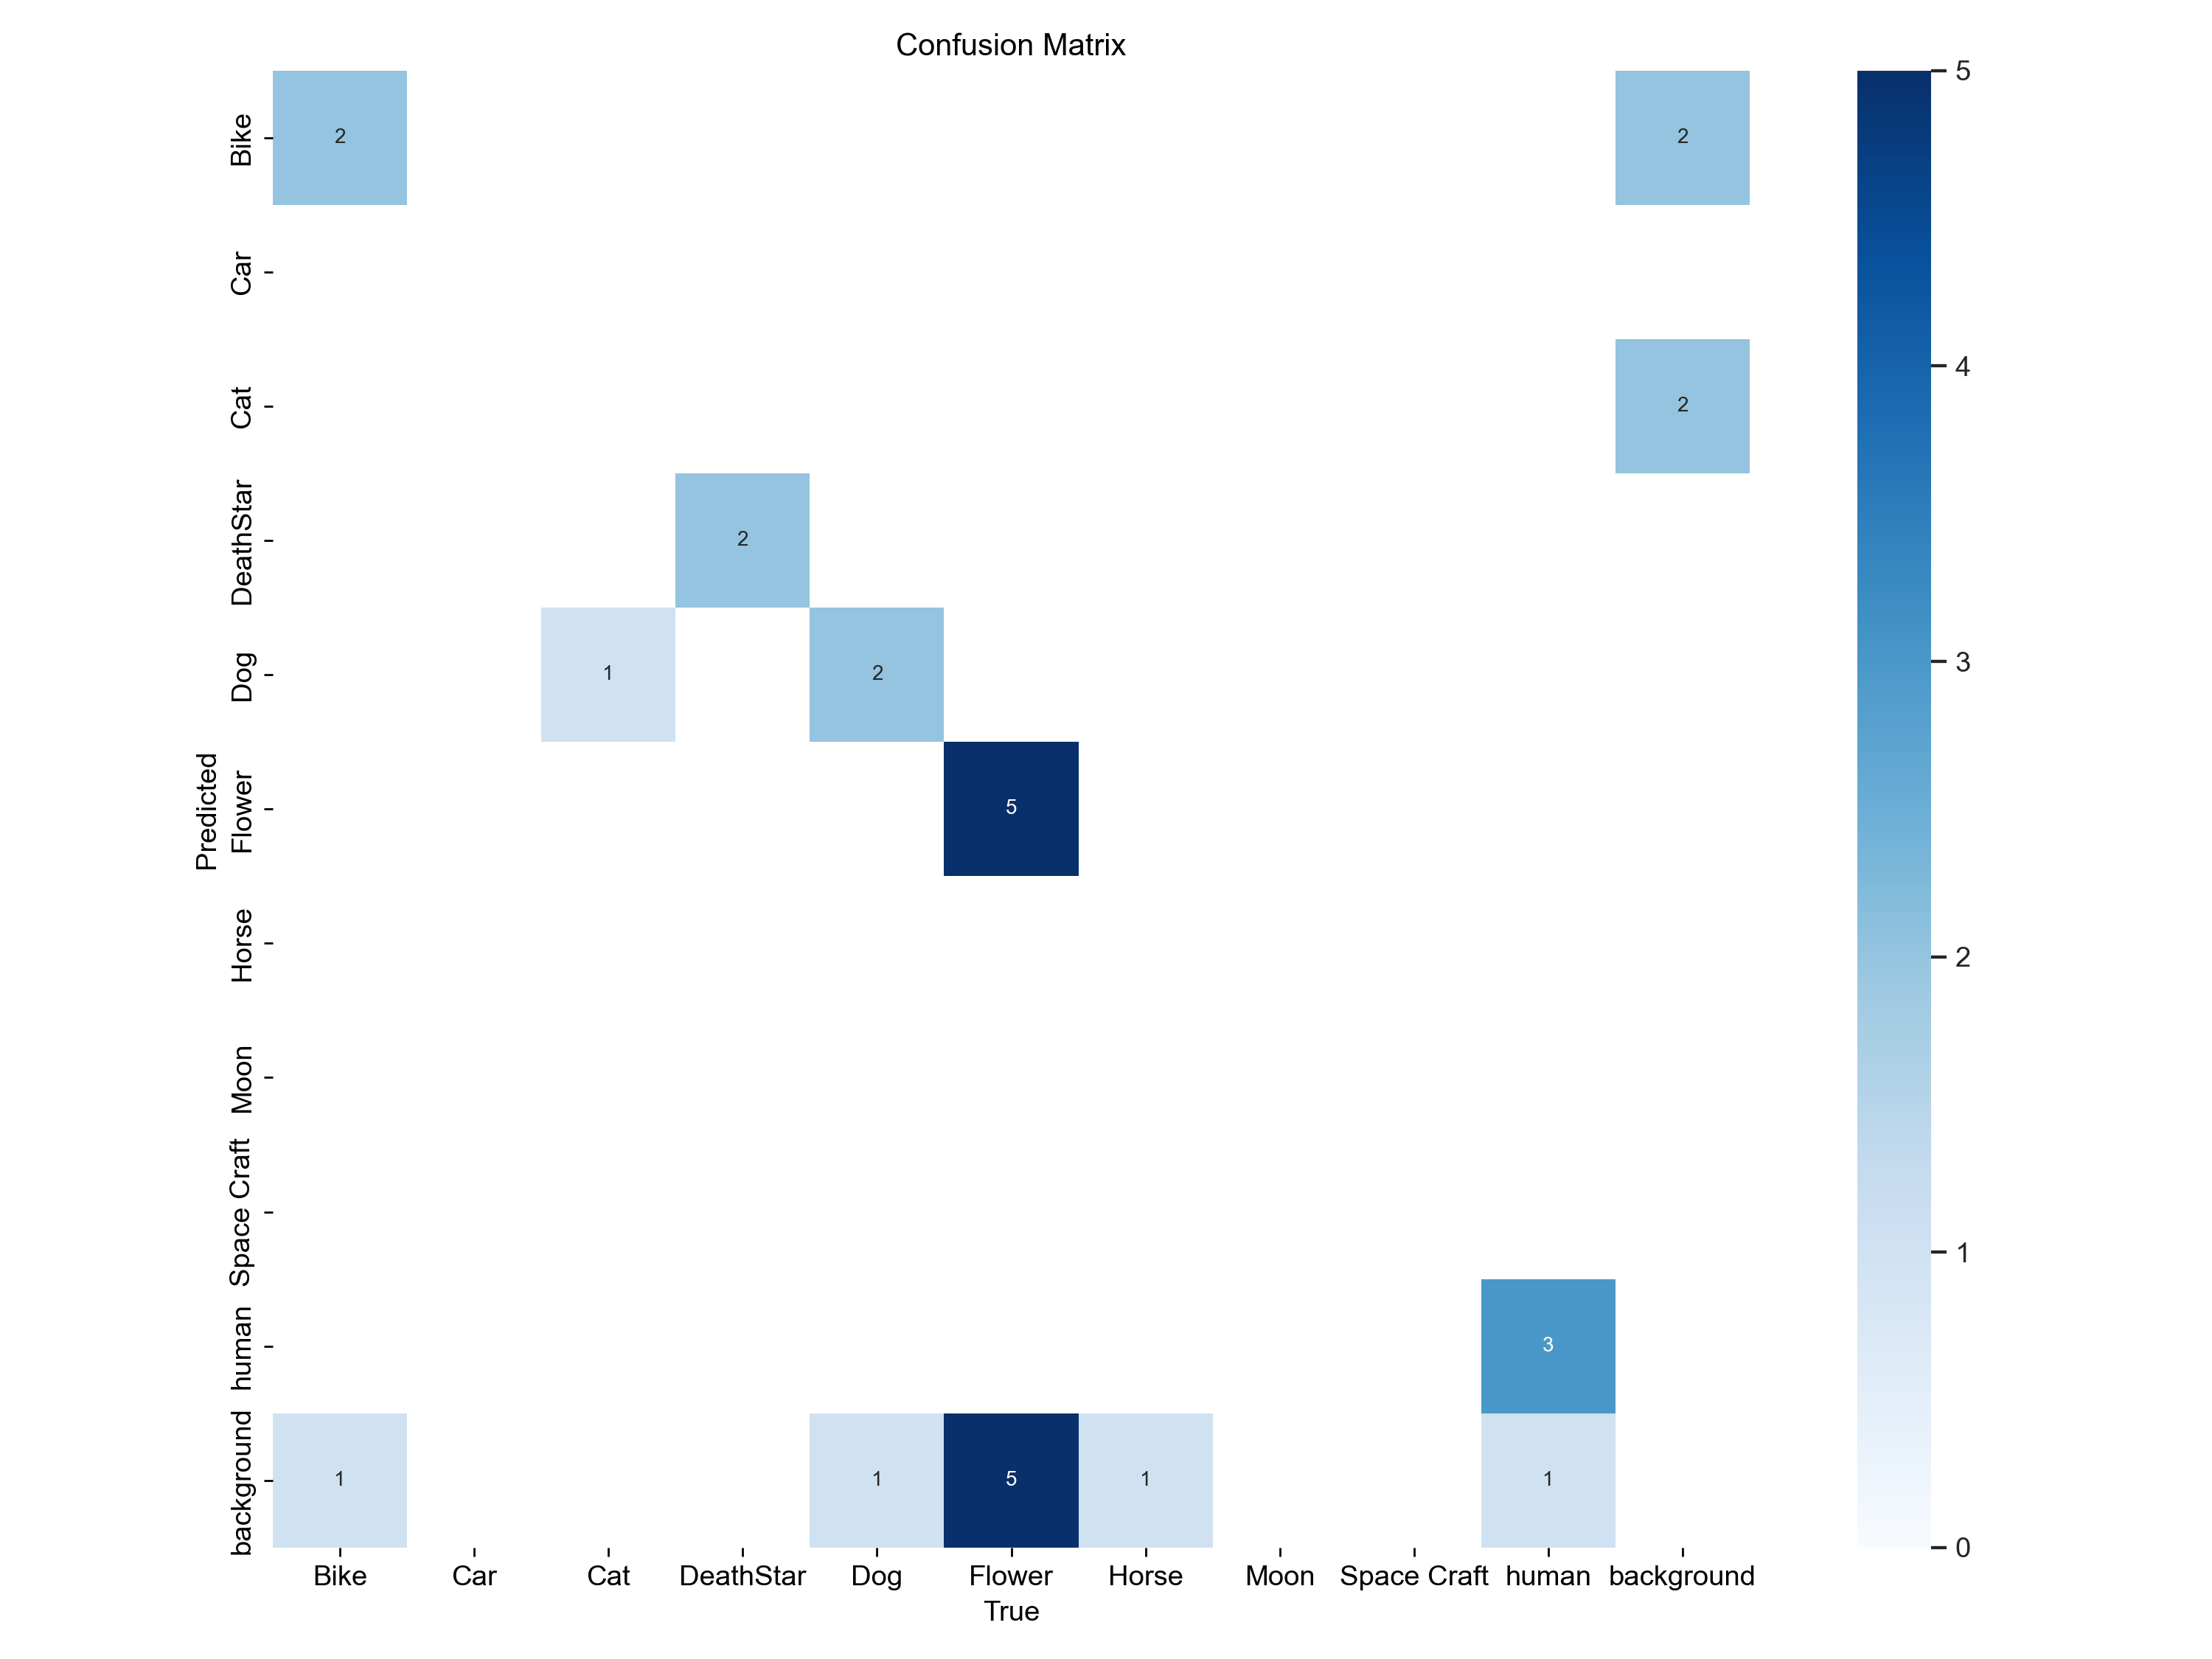 Confusion Matrix
Bike
2
2
Car
Cat
2
DeathStar
2
Dog
1
2
Predicted
Flower
5
Horse
Moon
Space Craft
human
3
background
1
1
5
1
1
Bike
Car
Cat
DeathStar
Dog
Flower
Horse
Moon
Space Craft
human
background
True
5
4
3
2
1
0